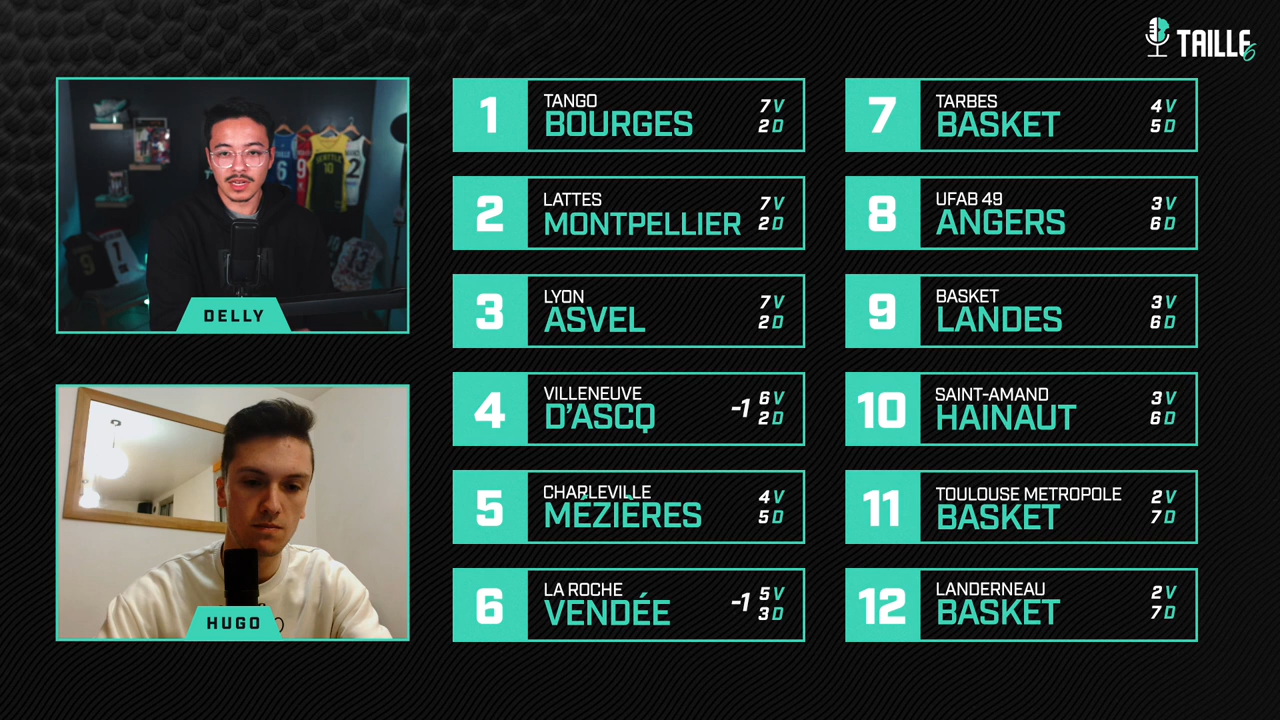 TAILLE
6
DELLY
HUGO
1
TANGO
BOURGES
7V
2D
2
LATTES
MONTPELLIER
7V
2D
3
LYON
ASVEL
7V
2D
4
VILLENEUVE
D'ASCQ
-1
6V
2D
5
CHARLEVILLE
MÉZIÈRES
4V
5D
6
LA ROCHE
VENDÉE
-1
5V
3D
7
TARBES
BASKET
4V
5D
8
UFAB 49
ANGERS
3V
6D
9
BASKET
LANDES
3V
6D
10
SAINT-AMAND
HAINAUT
3V
6D
11
TOULOUSE METROPOLE
BASKET
2V
7D
12
LANDERNEAU
BASKET
2V
7D